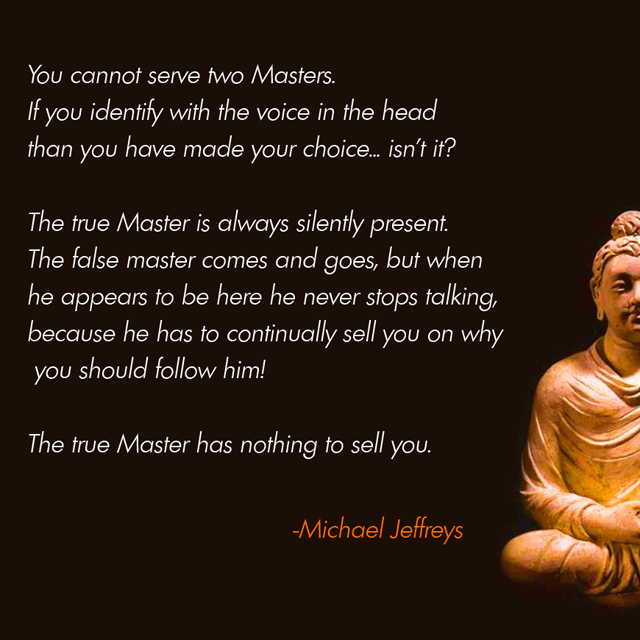 You cannot serve two Masters.
If you identify with the voice in the head
than you have made your choice... isn't it?
The true Master is always silently present.
The false master comes and goes, but when
he appears to be here he never stops talking,
because he has to continually sell you on why
you should follow him!
The true Master has nothing to sell you.
-Michael Jeffreys